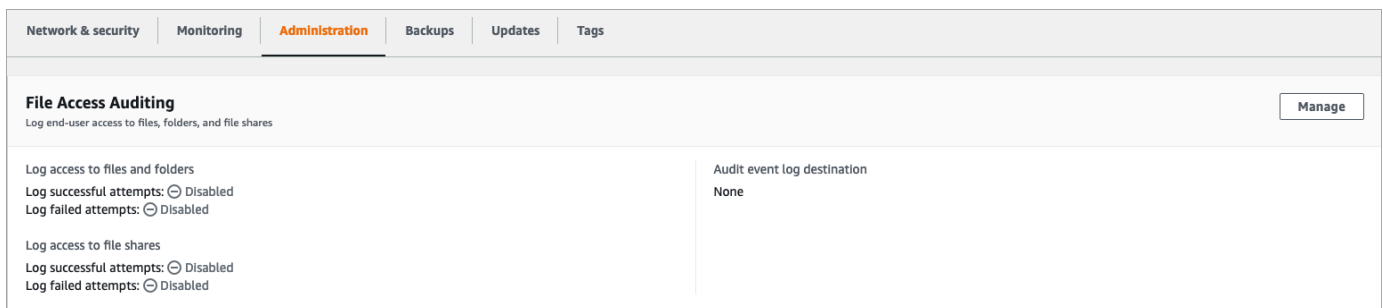 Network & security
Monitoring
Administration
Backups
Updates
Tags
File Access Auditing
Log end-user access to files, folders, and file shares
Manage
Log access to files and folders
Log successful attempts: Disabled
Log failed attempts: Disabled
Log access to file shares
Log successful attempts: Disabled
Log failed attempts: Disabled
Audit event log destination
None